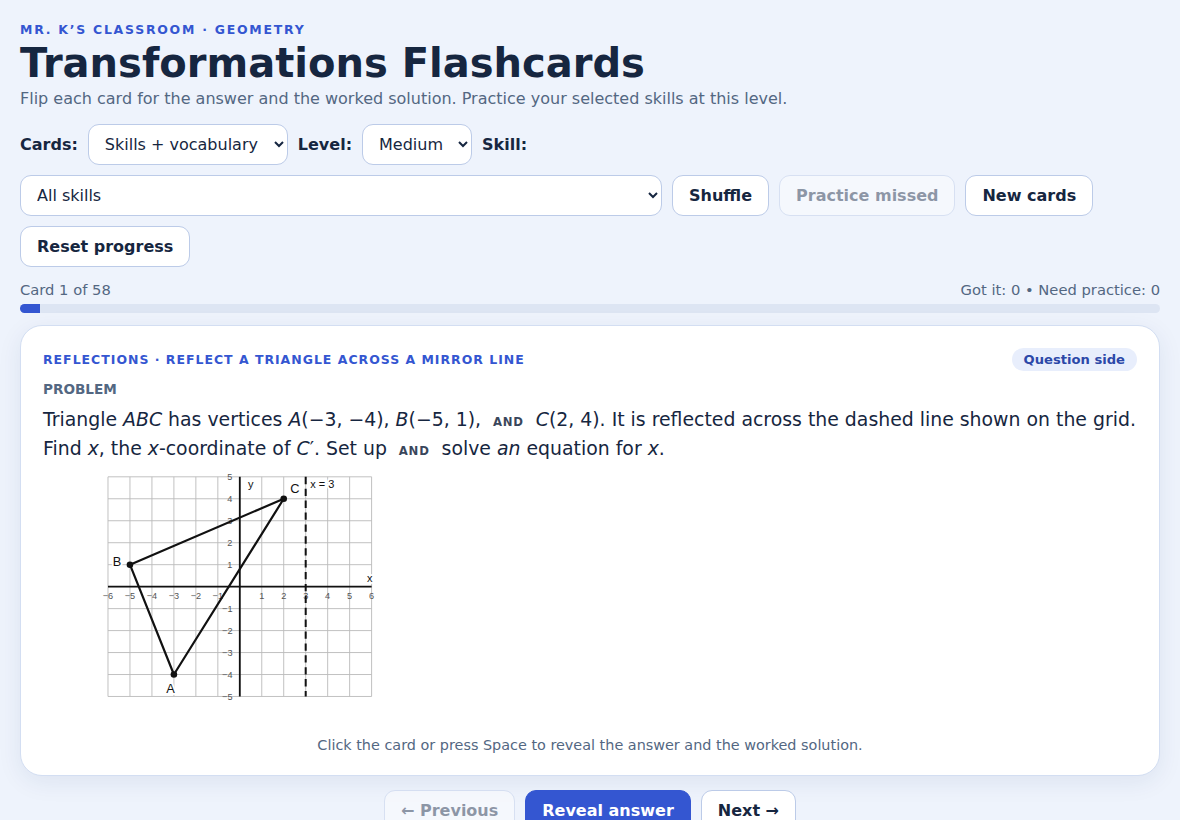 MR. K’S CLASSROOM · GEOMETRY
Transformations Flashcards
Flip each card for the answer and the worked solution. Practice your selected skills at this level.
Cards: Skills + vocabulary Level: Medium Skill:
All skills Shuffle Practice missed New cards
Reset progress
Card 1 of 58 Got it: 0 • Need practice: 0
REFLECTIONS · REFLECT A TRIANGLE ACROSS A MIRROR LINE Question side
PROBLEM
Triangle ABC has vertices A(−3, −4), B(−5, 1), AND C(2, 4). It is reflected across the dashed line shown on the grid.
Find x, the x-coordinate of C′. Set up AND solve an equation for x.
5
y
C
x = 3
4
3
2
B
1
x
−6 −5 −4 −3 −2 −1 1 2 3 4 5 6
−1
−2
−3
−4
A
−5
Click the card or press Space to reveal the answer and the worked solution.
← Previous Reveal answer Next →